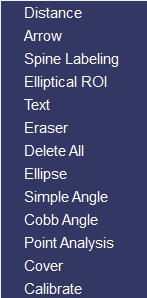 Distance
Arrow
Spine Labeling
Elliptical ROI
Text
Eraser
Delete All
Ellipse
Simple Angle
Cobb Angle
Point Analysis
Cover
Calibrate